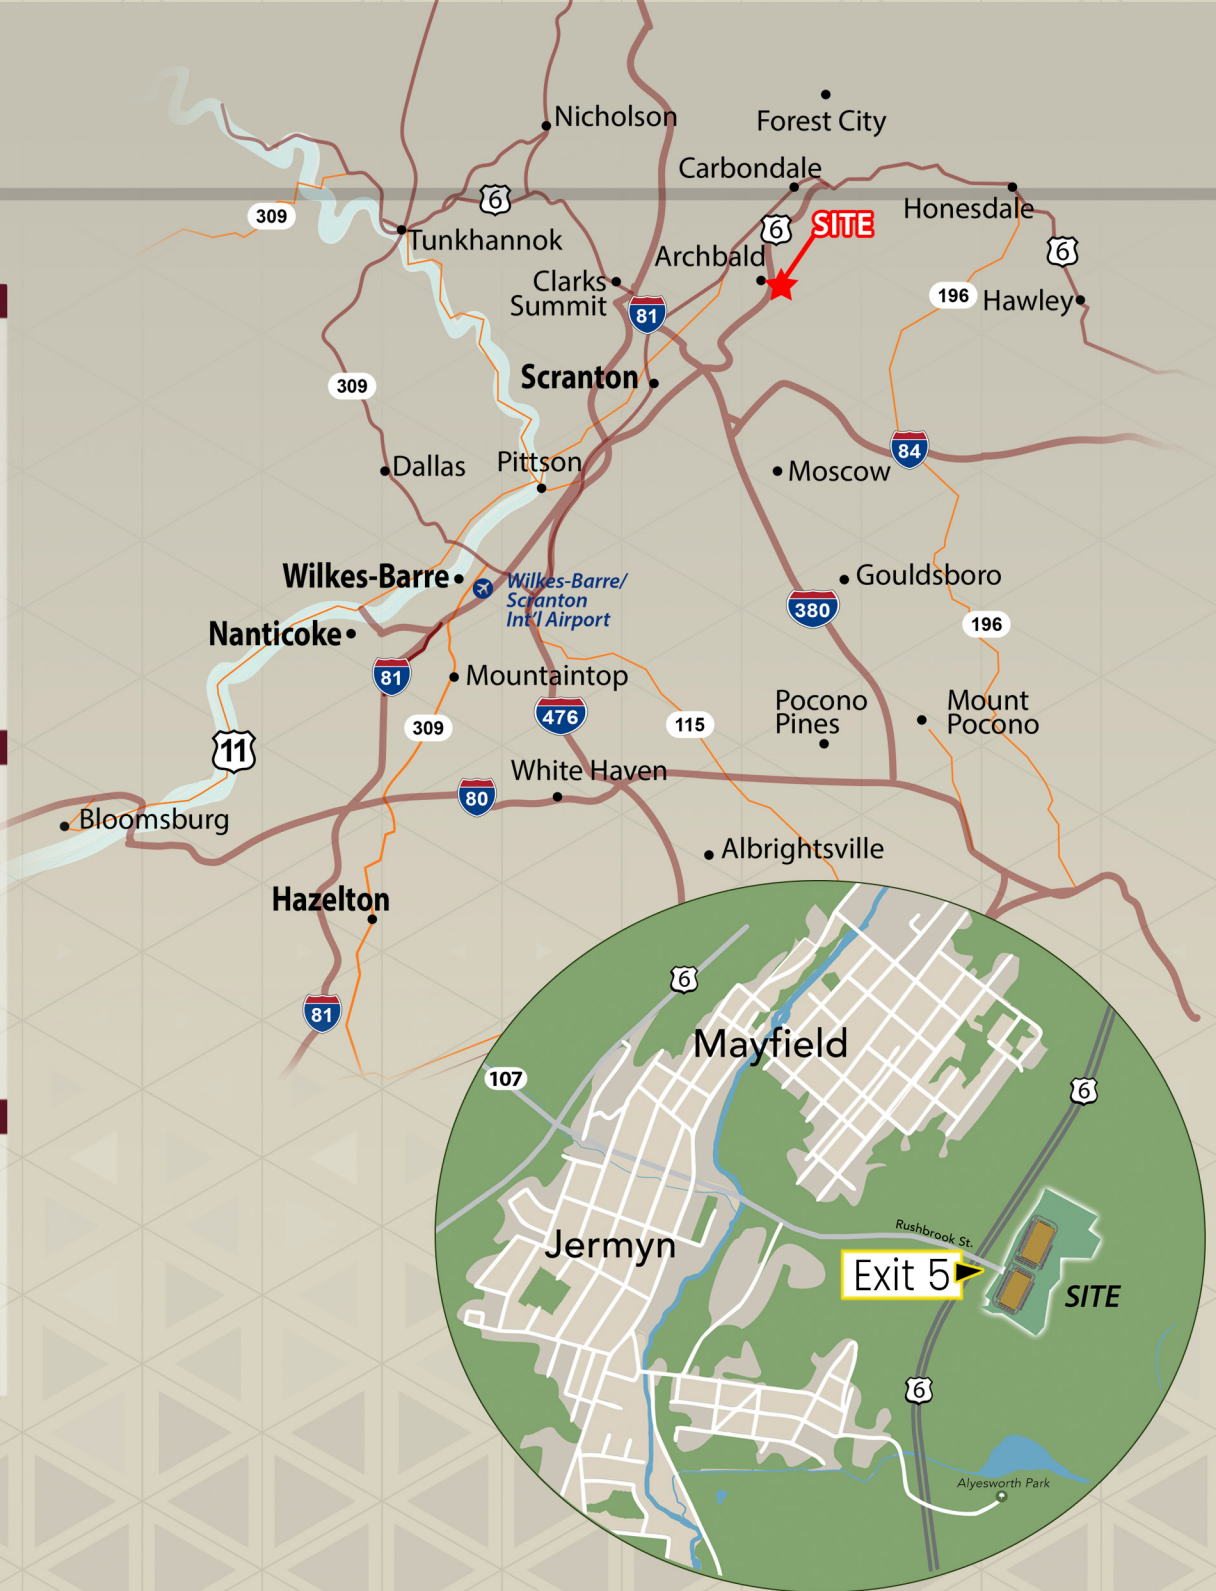 Nicholson
Forest City
Carbondale
6
309
Honesdale
6
SITE
Tunkhannok
Archbald
6
Clarks
Summit
196
Hawley
81
Scranton
309
84
Dallas
Pittson
Moscow
Wilkes-Barre
Wilkes-Barre/
Scranton
Int'l Airport
Gouldsboro
380
Nanticoke
196
81
Mountaintop
476
309
115
Pocono
Pines
Mount
Pocono
11
White Haven
80
Bloomsburg
Albrightsville
Hazelton
81
6
Mayfield
107
6
Rushbrook St.
Jermyn
Exit 5
SITE
6
Alyesworth Park